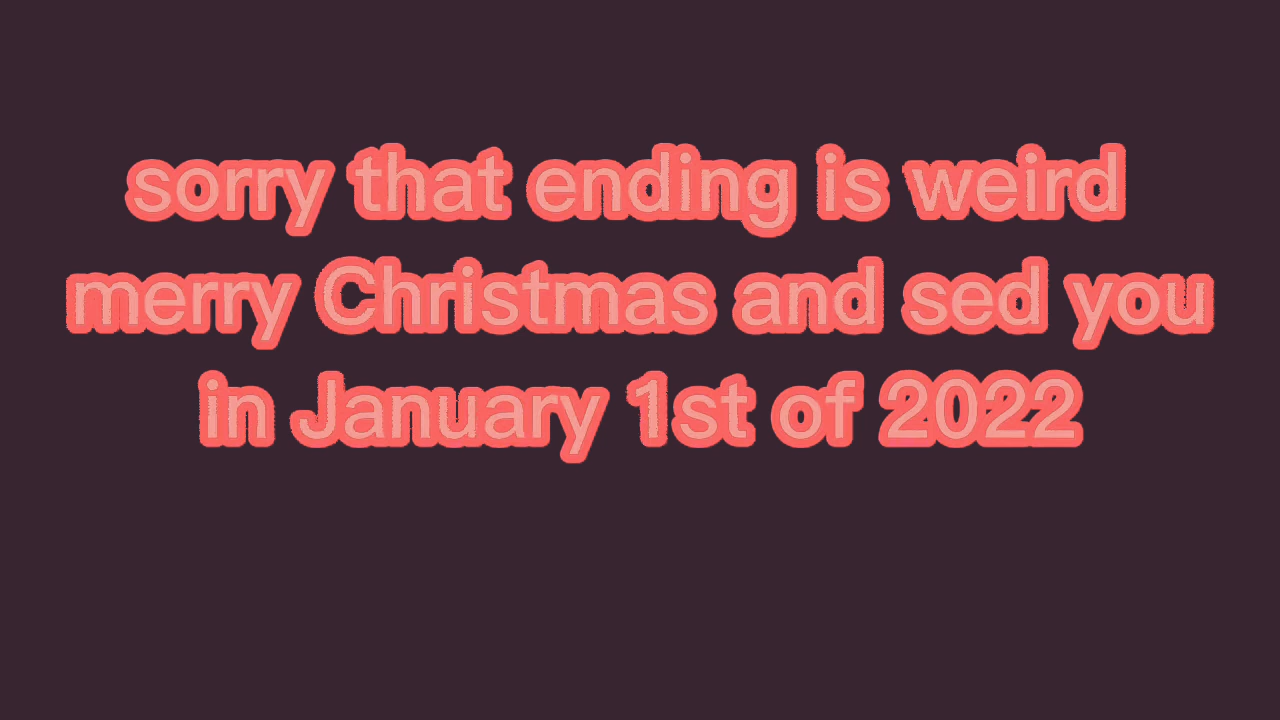 sorry that ending is weird
merry Christmas and sed you
in January 1st of 2022